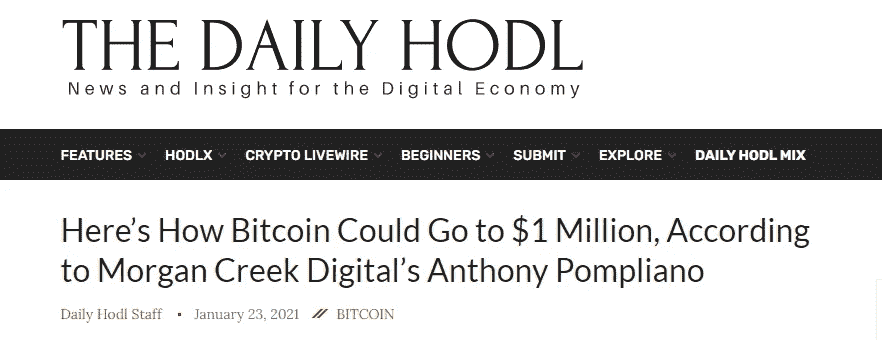 THE DAILY HODL
News and Insight for the Digital Economy
FEATURES HODLX CRYPTO LIVEWIRE BEGINNERS SUBMIT EXPLORE DAILY HODL MIX
Here's How Bitcoin Could Go to $1 Million, According
to Morgan Creek Digital's Anthony Pompliano
Daily Hodl Staff ▪ January 23, 2021 // BITCOIN